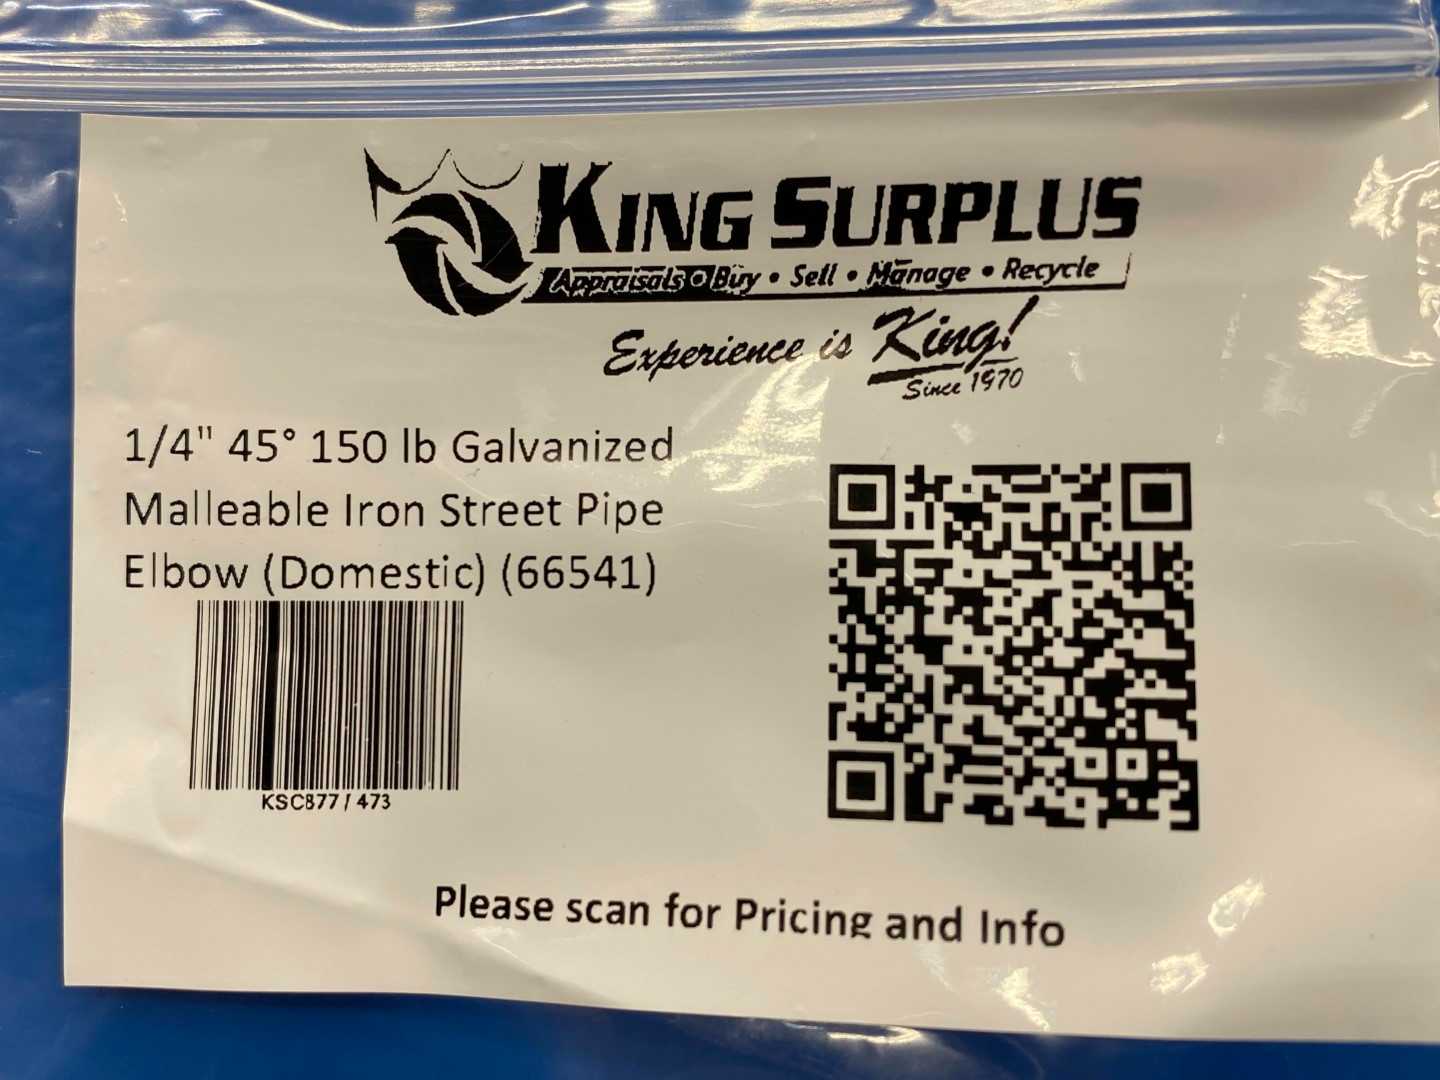 KING SURPLUS
Appraisals • Buy • Sell • Manage • Recycle
Experience is King!
Since 1970
1/4" 45° 150 lb Galvanized
Malleable Iron Street Pipe
Elbow (Domestic) (66541)
KSC877 / 473
Please scan for Pricing and Info